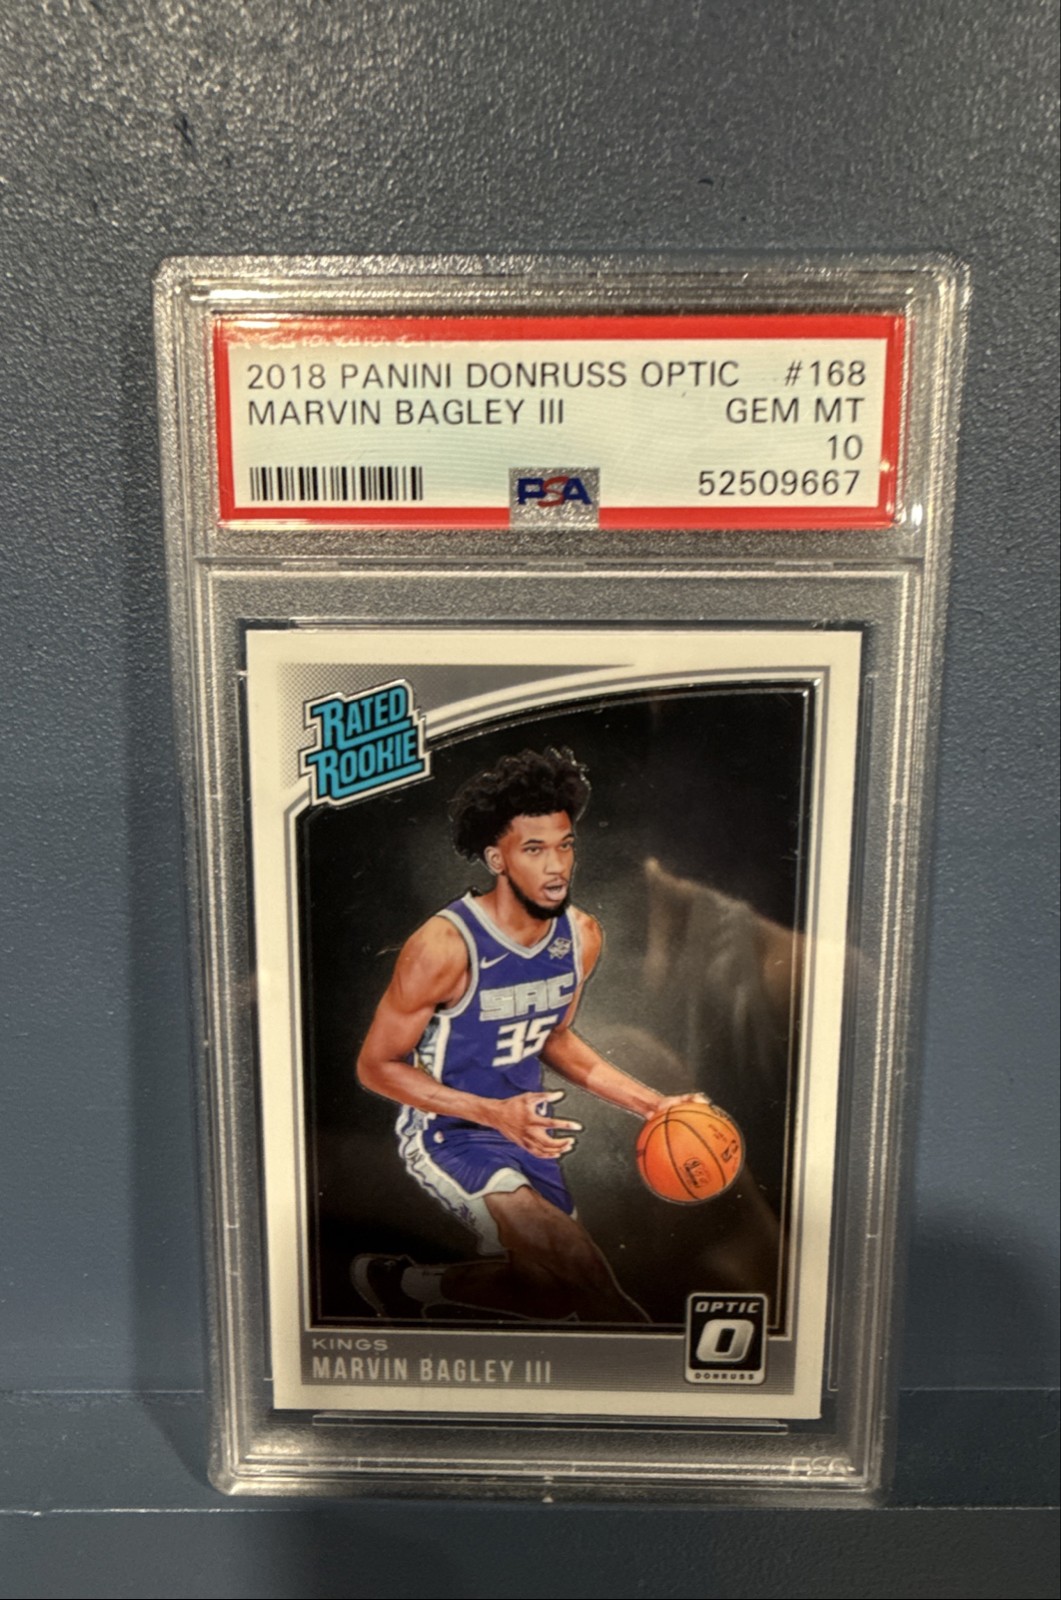 2018 PANINI DONRUSS OPTIC #168
MARVIN BAGLEY III GEM MT
10
PSA 52509667
RATED
ROOKIE
SAC
35
OPTIC
O
DONRUSS
KINGS
MARVIN BAGLEY III
PSA